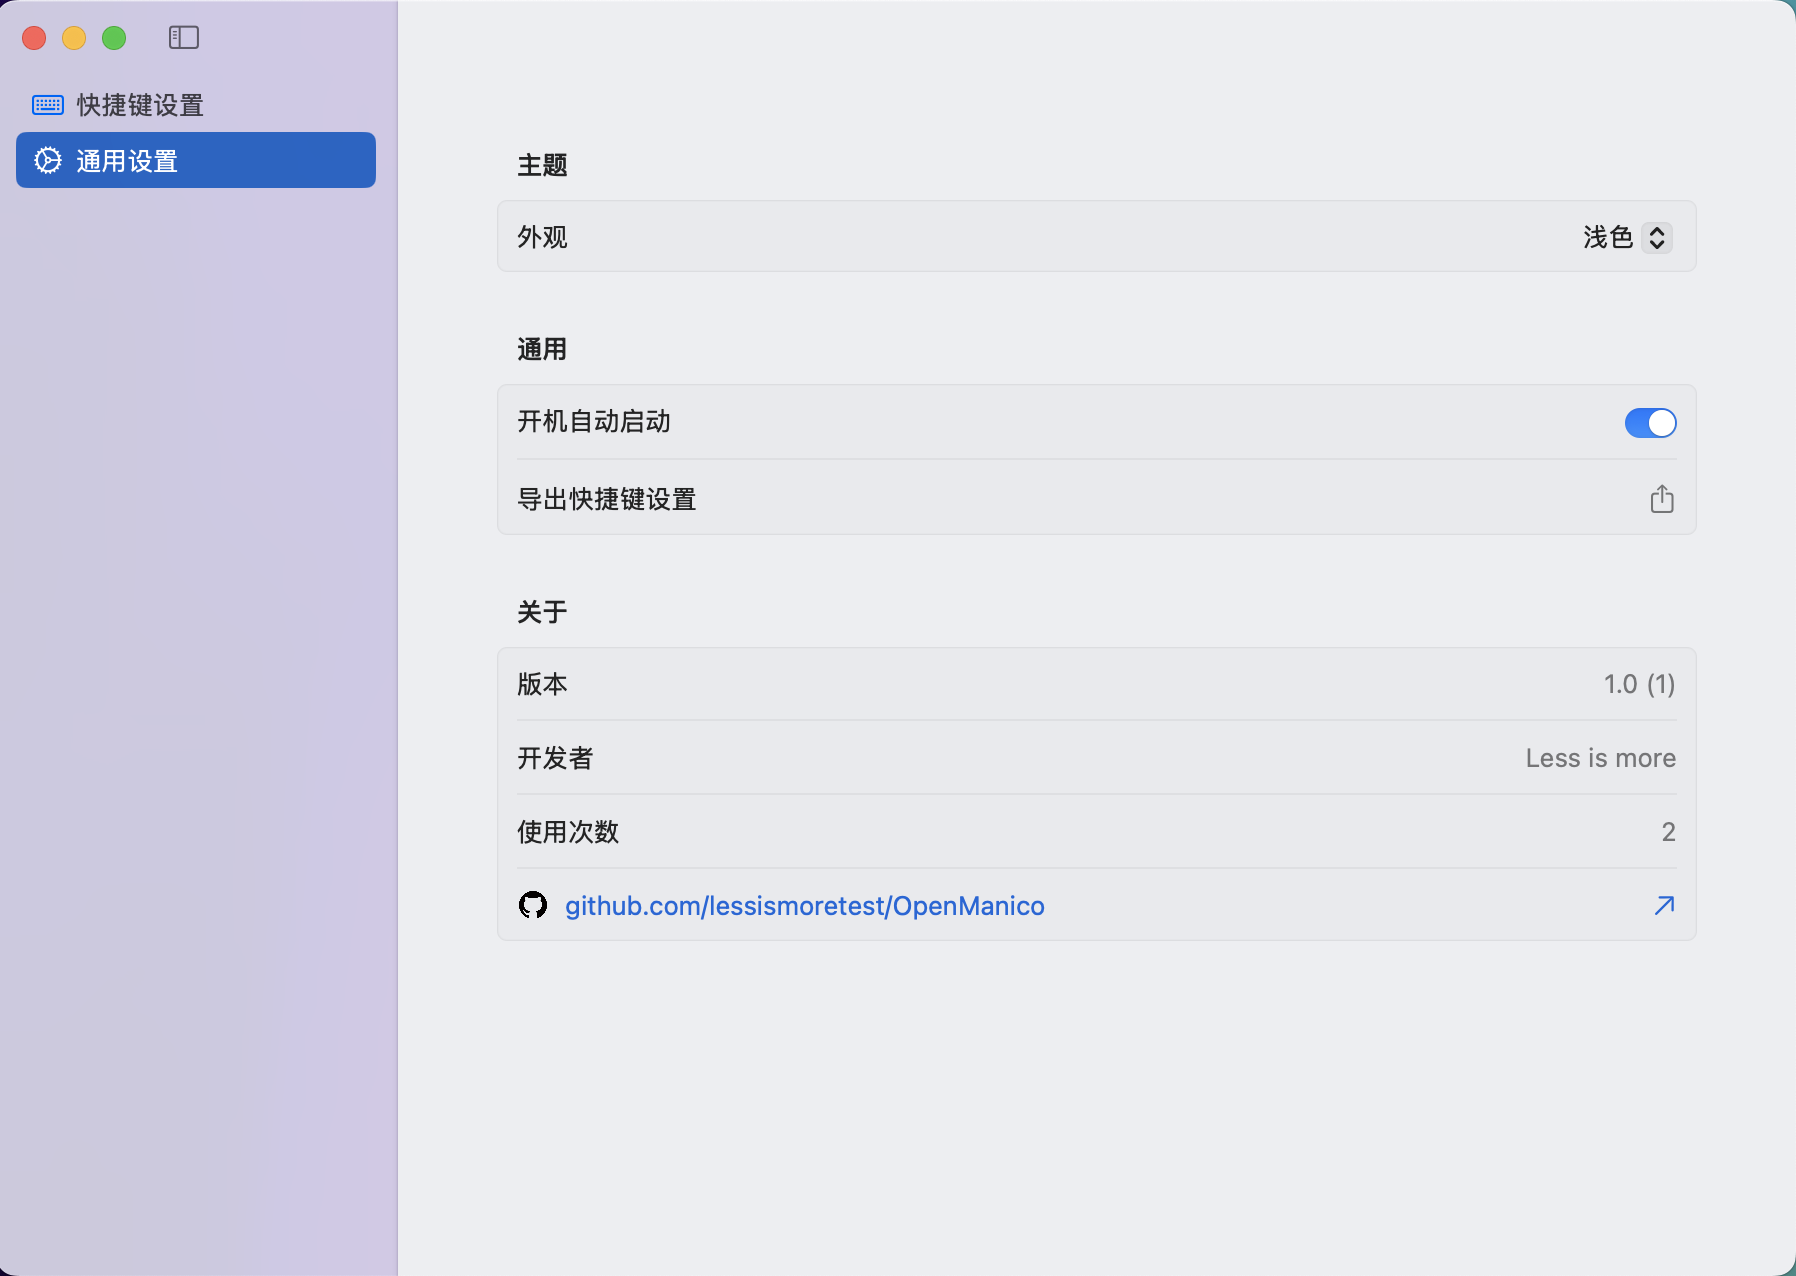 快捷键设置
通用设置
主题
外观 浅色
通用
开机自动启动
导出快捷键设置
关于
版本 1.0 (1)
开发者 Less is more
使用次数 2
github.com/lessismoretest/OpenManico